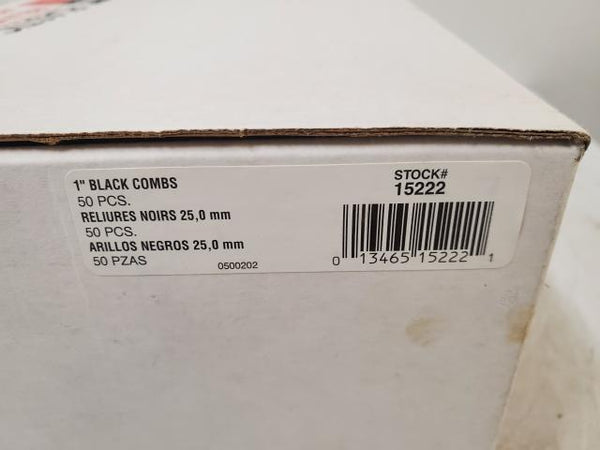 1" BLACK COMBS
50 PCS.
RELIURES NOIRS 25,0 mm
50 PCS.
ARILLOS NEGROS 25,0 mm
50 PZAS
0500202
STOCK#
15222
0 13465 15222 1